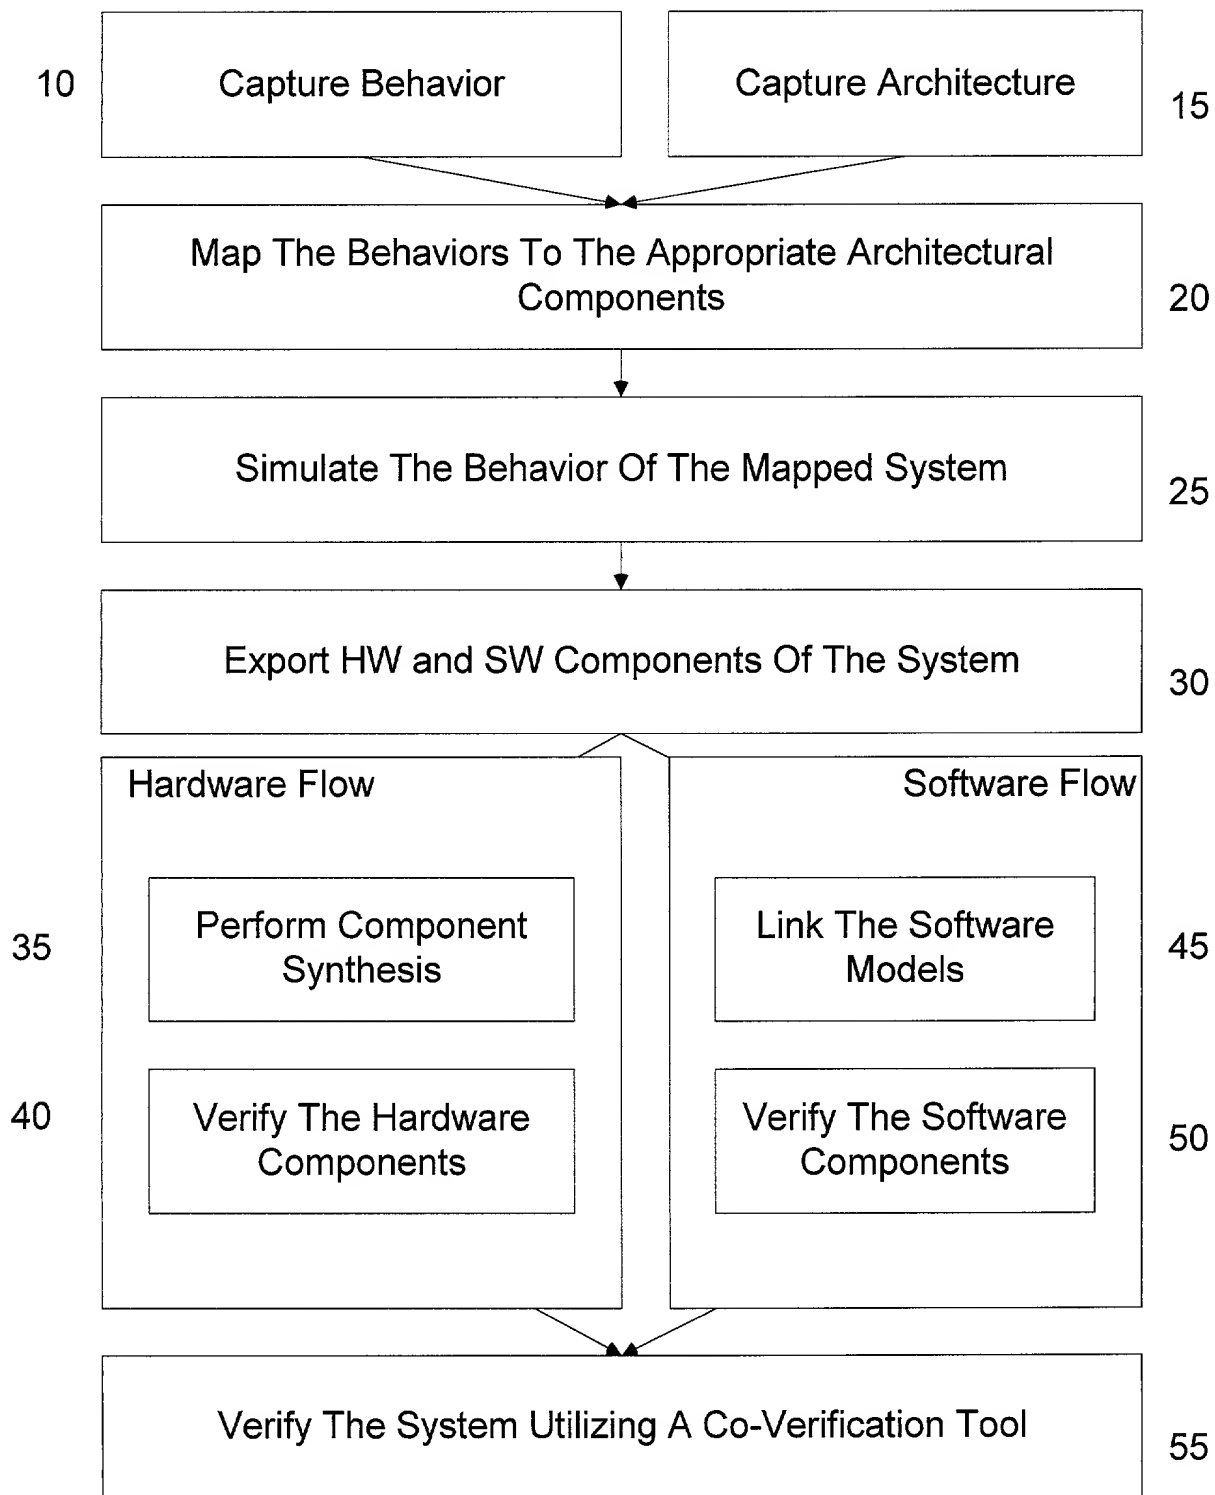 10
Capture Behavior
Capture Architecture
15
Map The Behaviors To The Appropriate Architectural
Components
20
Simulate The Behavior Of The Mapped System
25
Export HW and SW Components Of The System
30
Hardware Flow
35
Perform Component
Synthesis
40
Verify The Hardware
Components
Software Flow
Link The Software
Models
45
Verify The Software
Components
50
Verify The System Utilizing A Co-Verification Tool
55